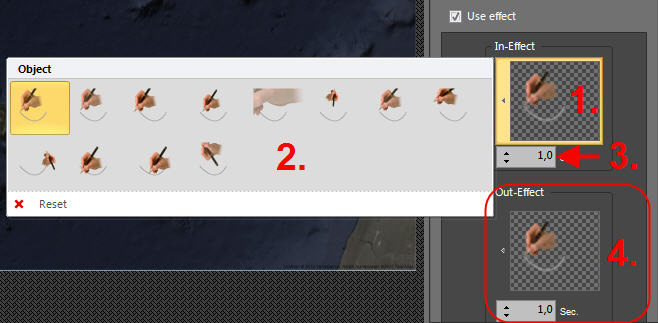 Use effect
In-Effect
Object
1.
2.
1,0
3.
Reset
Out-Effect
4.
1,0 Sec.